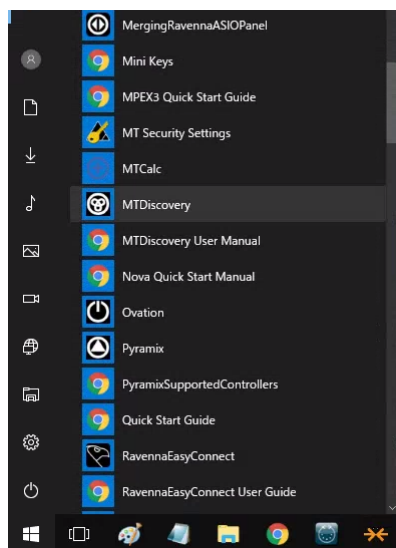 MergingRavennaASIOPanel
Mini Keys
MPEX3 Quick Start Guide
MT Security Settings
MTCalc
MTDiscovery
MTDiscovery User Manual
Nova Quick Start Manual
Ovation
Pyramix
PyramixSupportedControllers
Quick Start Guide
RavennaEasyConnect
RavennaEasyConnect User Guide